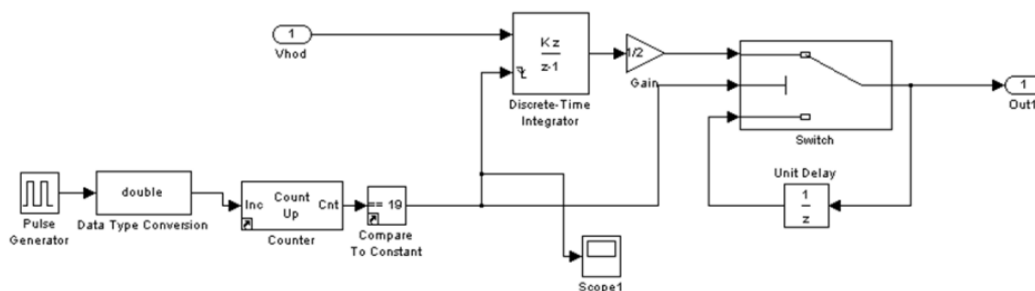 1
Vhod
K z
z-1
Discrete-Time
Integrator
1/2
Gain
Switch
1
Out1
Unit Delay
1
z
Pulse
Generator
double
Data Type Conversion
Inc
Count
Up
Cnt
Counter
== 19
Compare
To Constant
Scope1